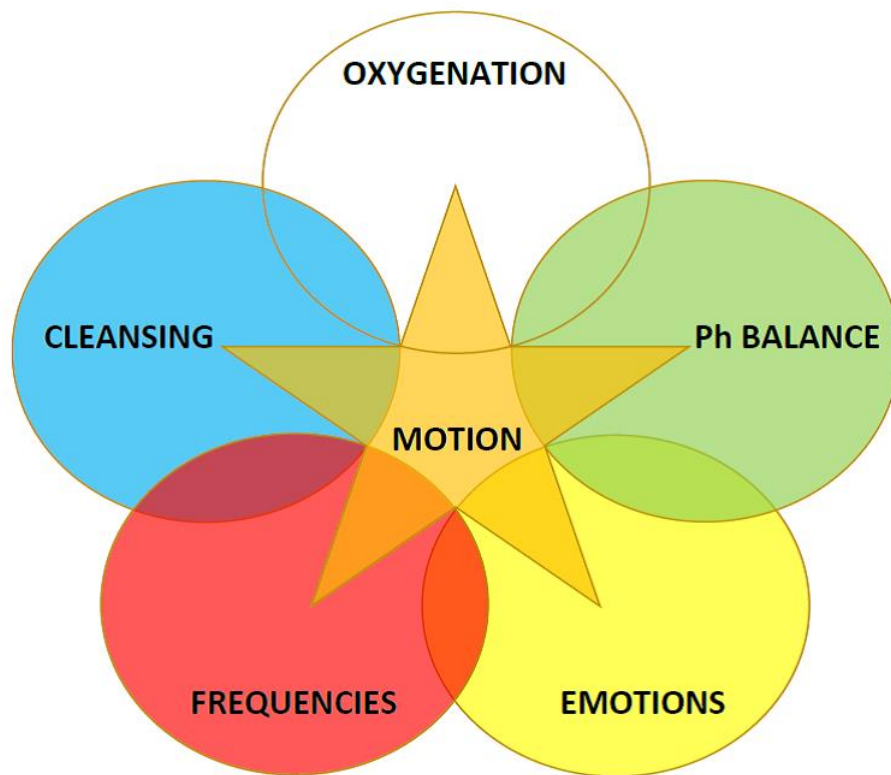 OXYGENATION
CLEANSING
Ph BALANCE
MOTION
FREQUENCIES
EMOTIONS